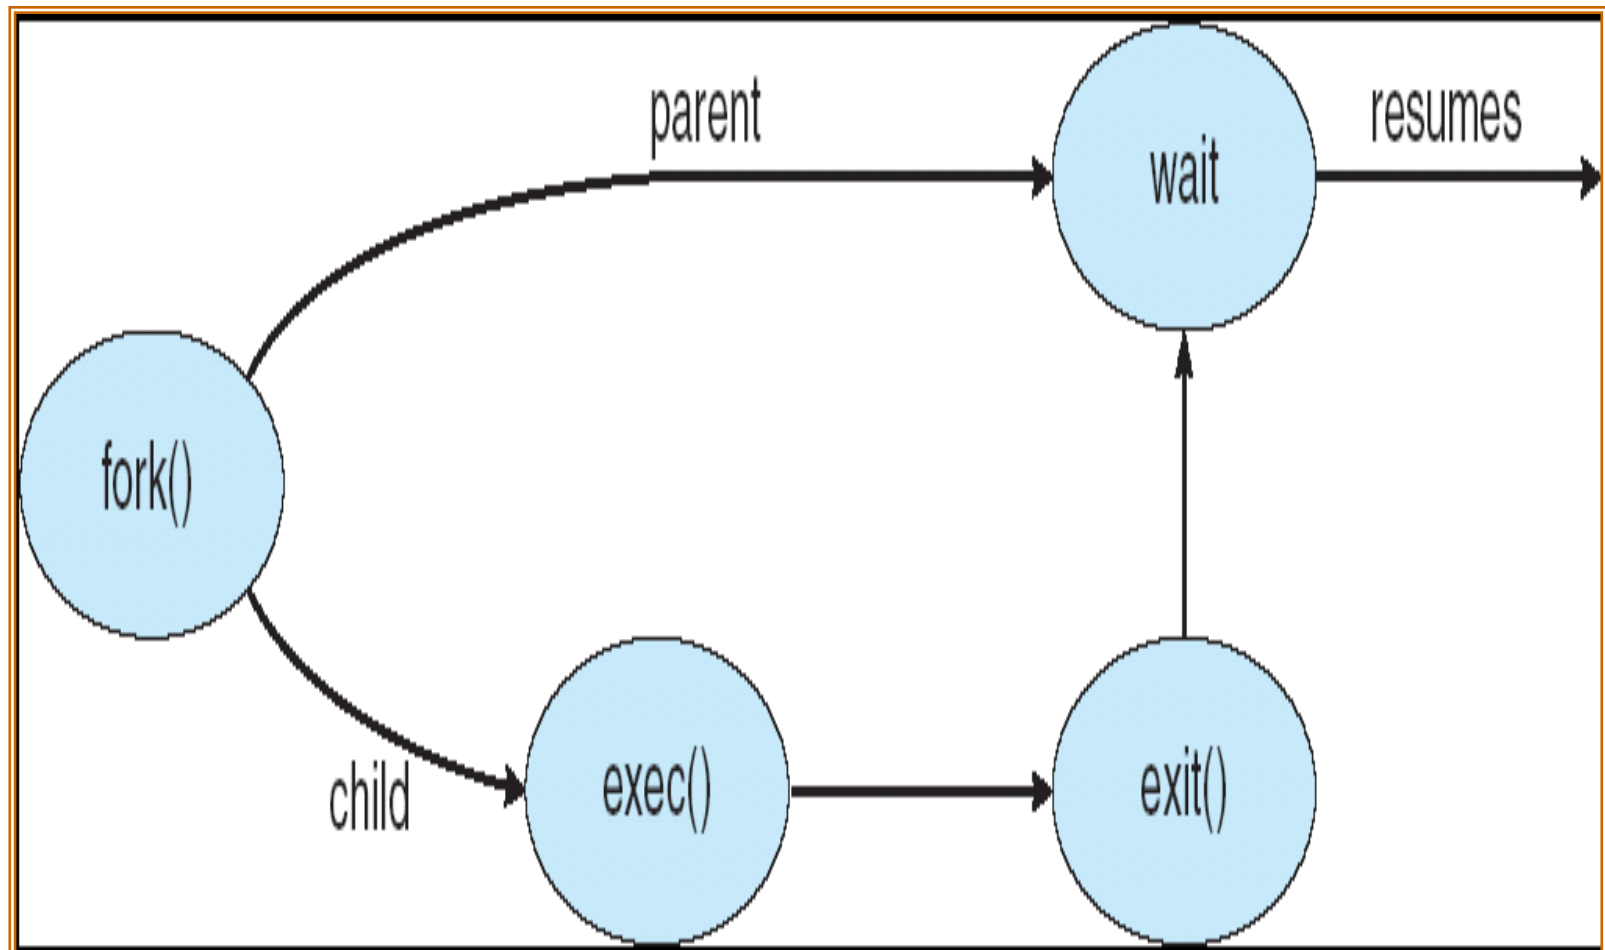 parent
resumes
wait
fork()
child
exec()
exit()